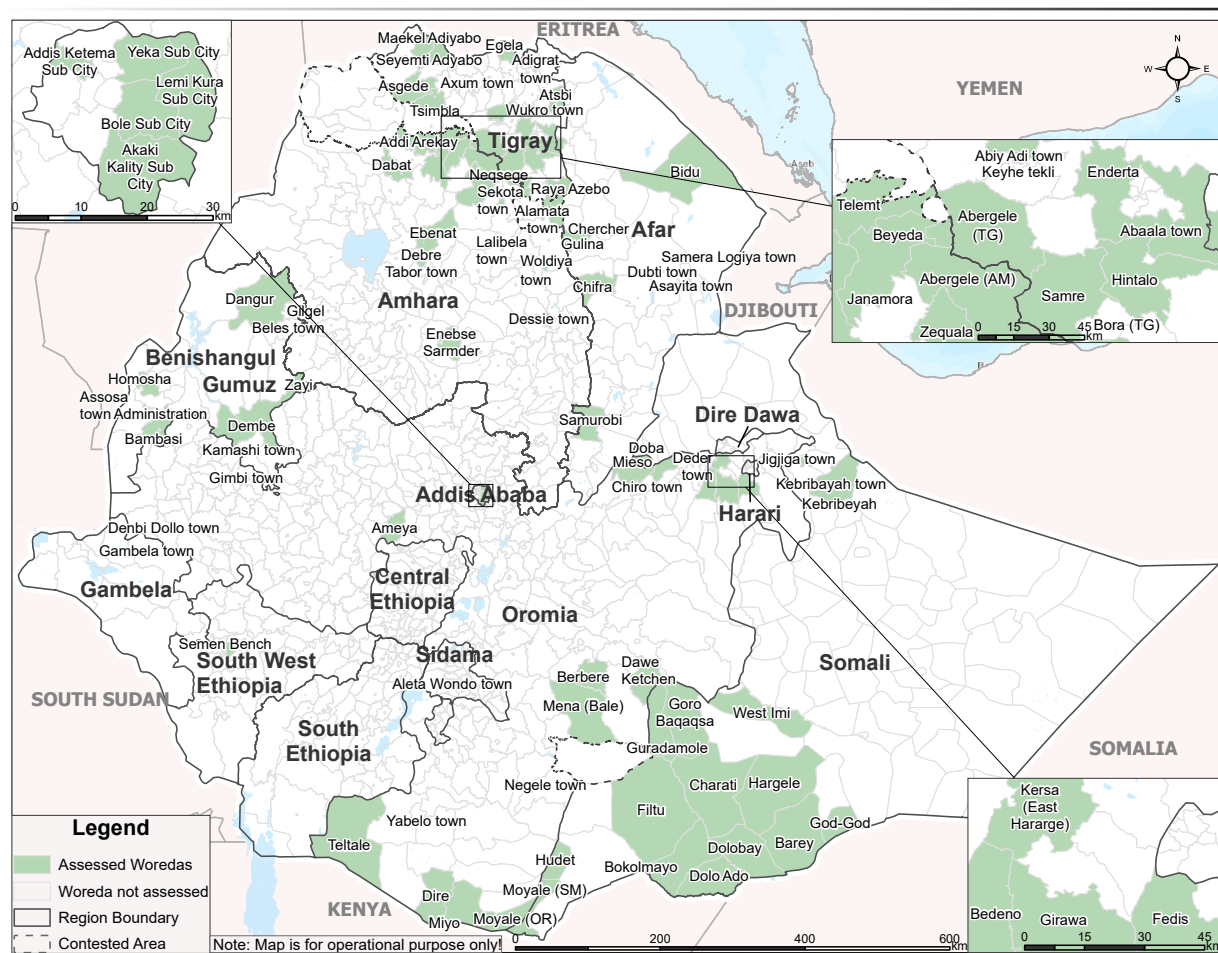 ERITREA
YEMEN
DJIBOUTI
SOMALIA
KENYA
SOUTH SUDAN
Aseb
N
W
E
S
Addis Ketema
Sub City
Yeka Sub City
Lemi Kura
Sub City
Bole Sub City
Akaki
Kality Sub
City
0 10 20 30
km
Maekel Adiyabo
Egela
Seyemti Adyabo
Adigrat
town
Axum town
Asgede
Atsbi
Tsimbla
Wukro town
Addi Arekay
Tigray
Dabat
Neqsege
Sekota
town
Raya Azebo
Alamata
town
Bidu
Ebenat
Chercher
Gulina
Afar
Debre
Tabor town
Lalibela
town
Woldiya
town
Samera Logiya town
Dubti town
Asayita town
Chifra
Amhara
Dangur
Gilgel
Beles town
Dessie town
Enebse
Sarmder
Benishangul
Gumuz
Homosha
Zayi
Assosa
town Administration
Bambasi
Dembe
Kamashi town
Gimbi town
Samurobi
Dire Dawa
Doba
Mieso
Deder
town
Jigjiga town
Chiro town
Kebribayah town
Kebribeyah
Addis Ababa
Harari
Ameya
Denbi Dollo town
Gambela town
Gambela
Central
Ethiopia
Oromia
Semen Bench
South West
Ethiopia
Sidama
Somali
Aleta Wondo town
Berbere
Dawe
Ketchen
Mena (Bale)
Goro
Baqaqsa
West Imi
South
Ethiopia
Guradamole
Negele town
Charati
Hargele
Filtu
God-God
Yabelo town
Teltale
Dolobay
Barey
Hudet
Bokolmayo
Dolo Ado
Dire
Moyale (SM)
Miyo
Moyale (OR)
Abiy Adi town
Keyhe tekli
Enderta
Telemt
Abergele
(TG)
Beyeda
Abaala town
Abergele (AM)
Hintalo
Janamora
Samre
Zequala
Bora (TG)
0 15 30 45
km
Kersa
(East
Hararge)
Bedeno
Girawa
Fedis
0 15 30 45
km
Legend
Assessed Woredas
Woreda not assessed
Region Boundary
Contested Area
Note: Map is for operational purpose only!
0 200 400 600
km